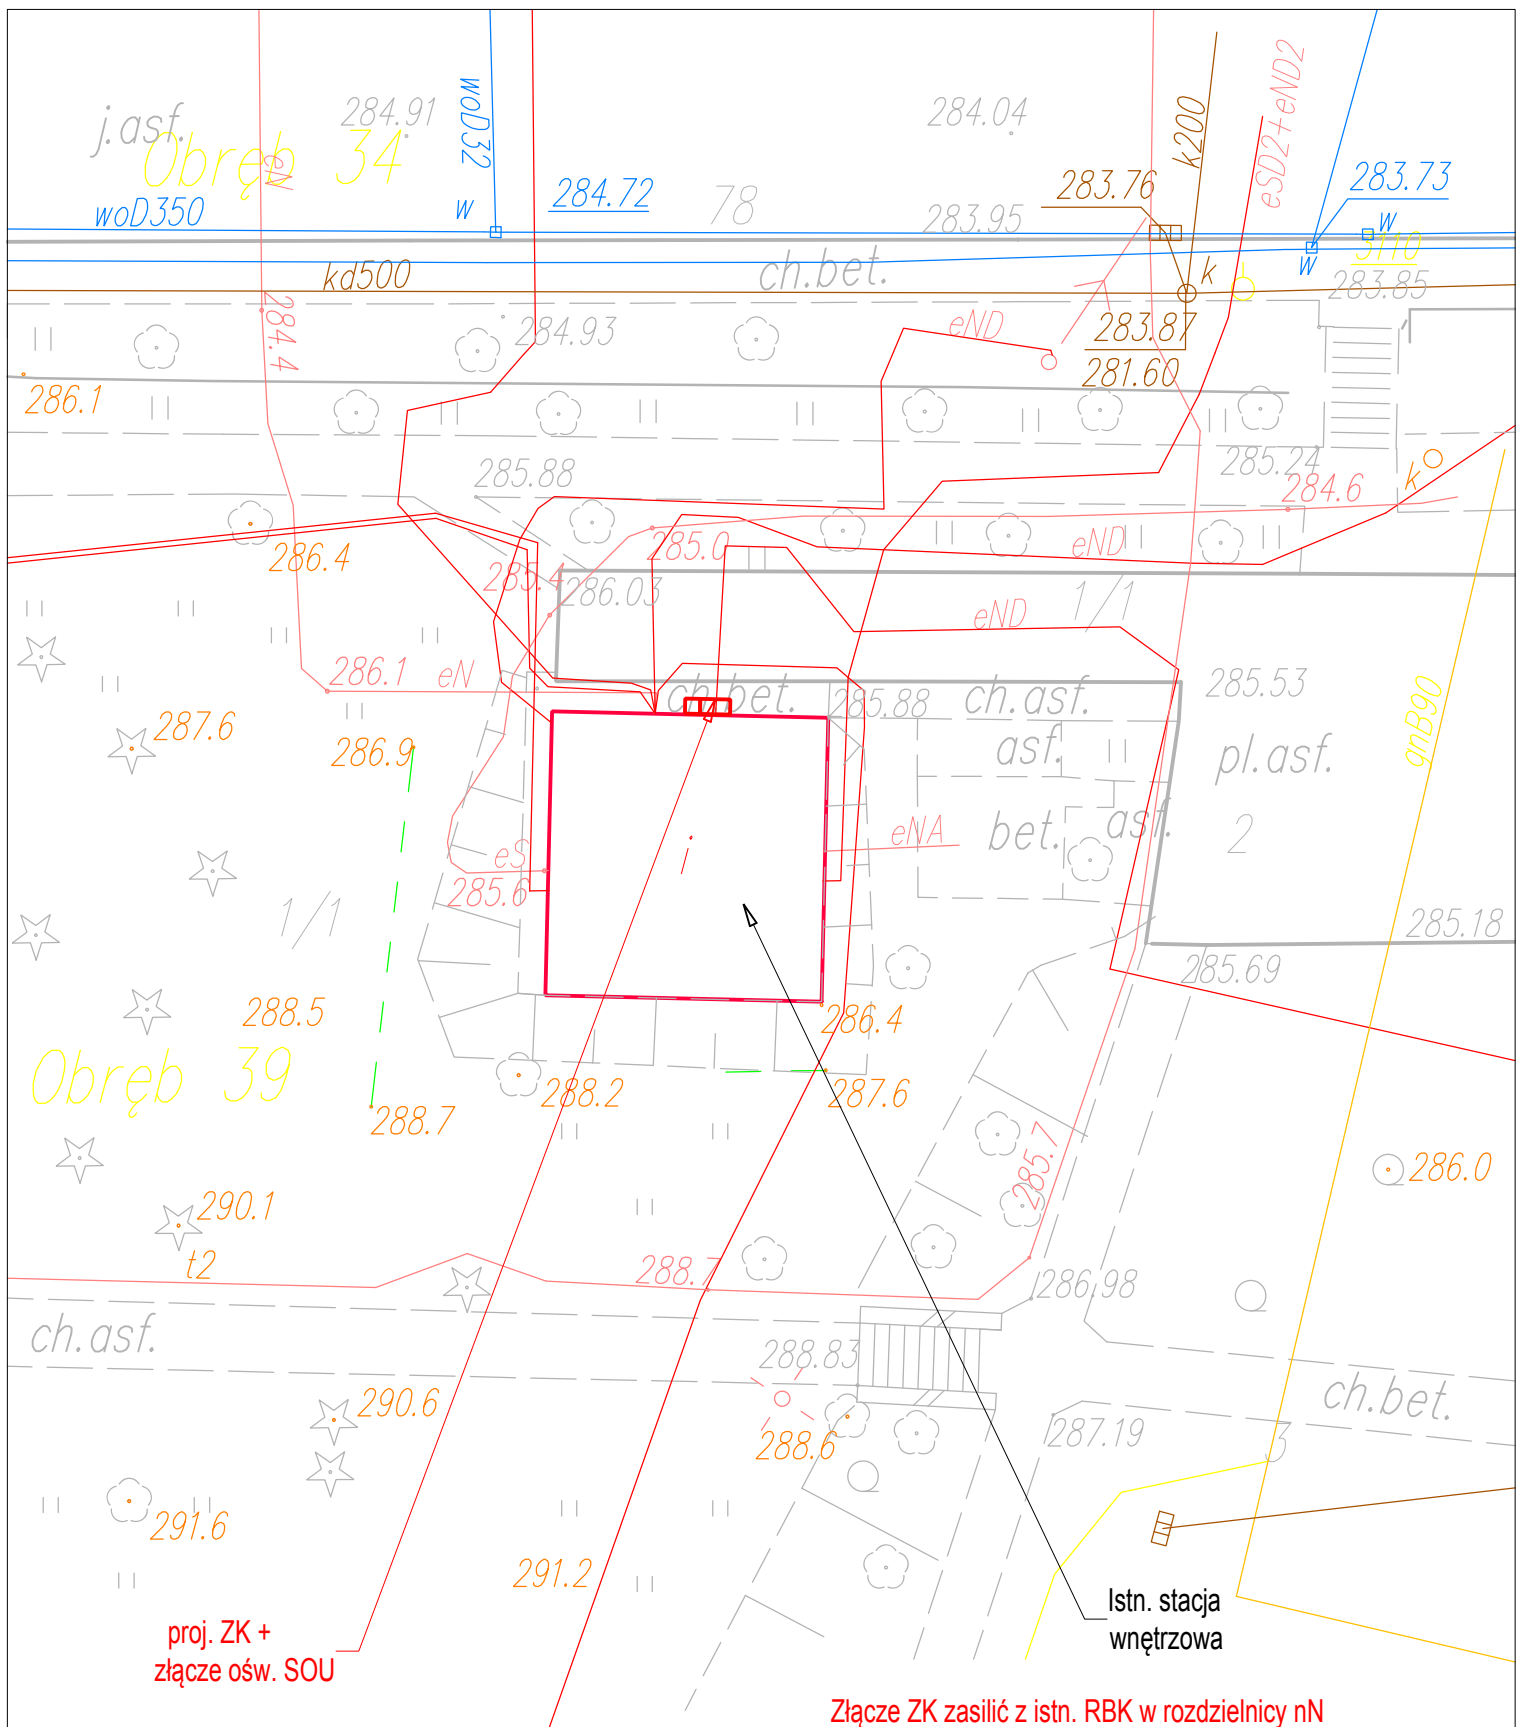 j.asf.
284.91
Obręb 34
eN
woD32
284.04
k200
eSD2+eND2
woD350
w
284.72
78
283.95
283.76
283.73
w
3110
w
kd500
ch.bet.
k
283.85
284.4
284.93
eND
283.87
281.60
286.1
285.88
285.24
k
284.6
286.4
285.0
eND
285.4
286.03
1/1
eND
286.1
eN
ch.bet.
285.88
ch.asf.
285.53
287.6
286.9
asf.
pl.asf.
gnB90
eNA
bet.
asf.
2
i
eS
285.6
1/1
285.18
285.69
288.5
286.4
Obręb 39
288.2
287.6
288.7
285.7
286.0
290.1
t2
288.7
286.98
ch.asf.
288.83
ch.bet.
290.6
288.6
287.19
3
291.6
291.2
Istn. stacja
wnętrzowa
proj. ZK +
złącze ośw. SOU
Złącze ZK zasilić z istn. RBK w rozdzielnicy nN